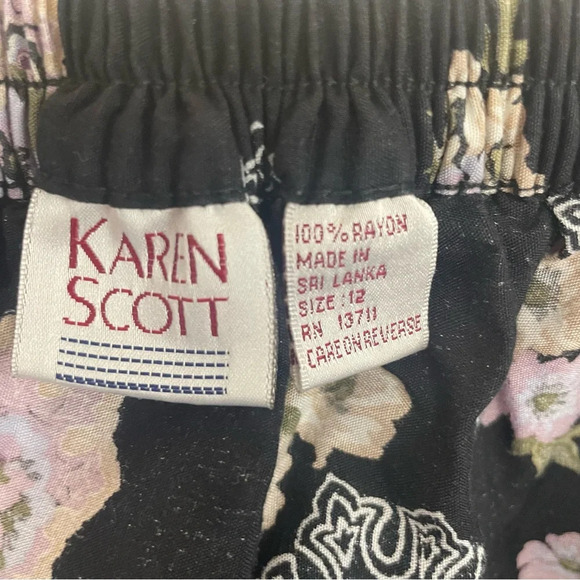 KAREN
SCOTT
100% RAYON
MADE IN
SRI LANKA
SIZE: 12
RN 13711
CARE ON REVERSE